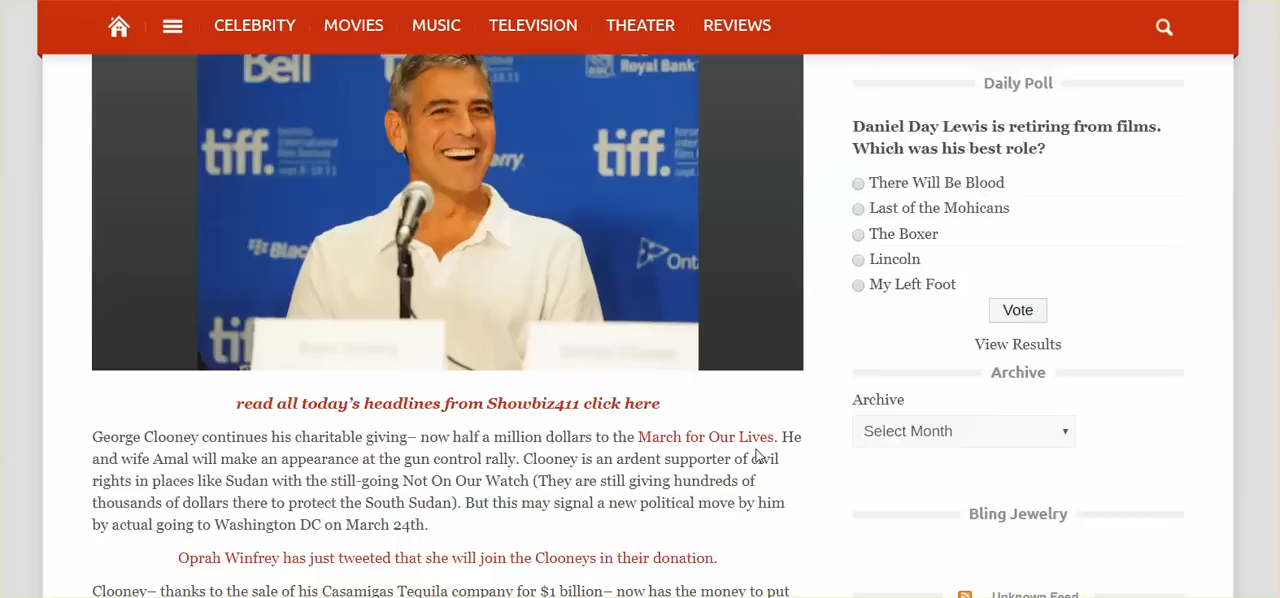 CELEBRITY MOVIES MUSIC TELEVISION THEATER REVIEWS
Bell
Royal Bank
tiff.
tiff.
read all today's headlines from Showbiz411 click here
George Clooney continues his charitable giving– now half a million dollars to the March for Our Lives. He
and wife Amal will make an appearance at the gun control rally. Clooney is an ardent supporter of civil
rights in places like Sudan with the still-going Not On Our Watch (They are still giving hundreds of
thousands of dollars there to protect the South Sudan). But this may signal a new political move by him
by actual going to Washington DC on March 24th.
Oprah Winfrey has just tweeted that she will join the Clooneys in their donation.
Clooney– thanks to the sale of his Casamigas Tequila company for $1 billion– now has the money to put
Daily Poll
Daniel Day Lewis is retiring from films.
Which was his best role?
There Will Be Blood
Last of the Mohicans
The Boxer
Lincoln
My Left Foot
Vote
View Results
Archive
Archive
Select Month
Bling Jewelry
Unknown Feed